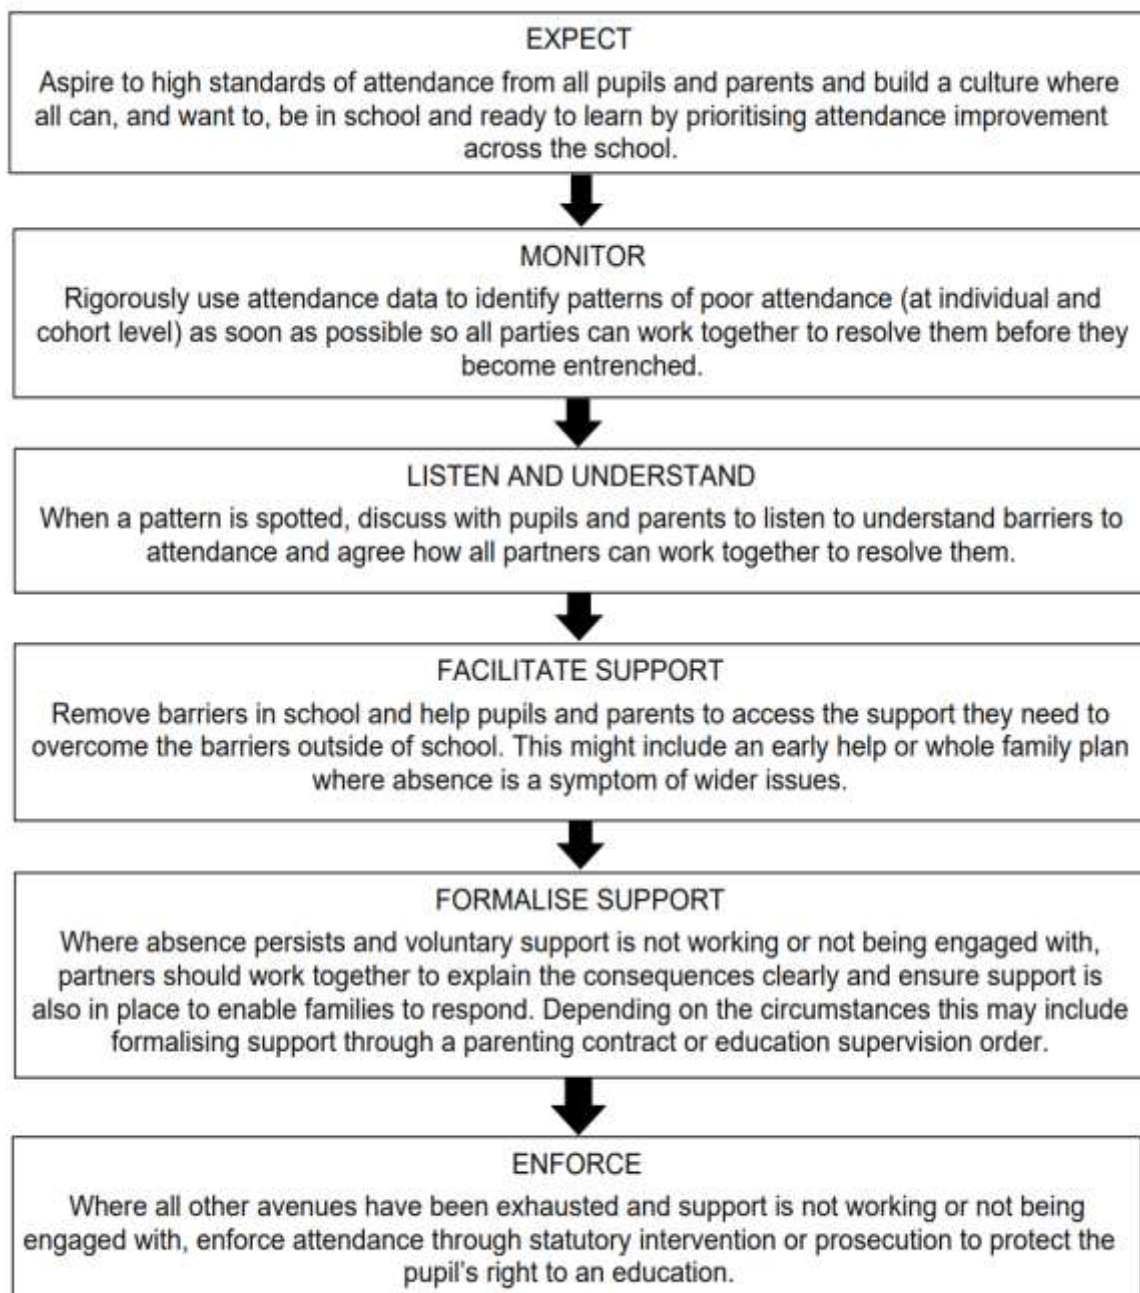 EXPECT
Aspire to high standards of attendance from all pupils and parents and build a culture where
all can, and want to, be in school and ready to learn by prioritising attendance improvement
across the school.
MONITOR
Rigorously use attendance data to identify patterns of poor attendance (at individual and
cohort level) as soon as possible so all parties can work together to resolve them before they
become entrenched.
LISTEN AND UNDERSTAND
When a pattern is spotted, discuss with pupils and parents to listen to understand barriers to
attendance and agree how all partners can work together to resolve them.
FACILITATE SUPPORT
Remove barriers in school and help pupils and parents to access the support they need to
overcome the barriers outside of school. This might include an early help or whole family plan
where absence is a symptom of wider issues.
FORMALISE SUPPORT
Where absence persists and voluntary support is not working or not being engaged with,
partners should work together to explain the consequences clearly and ensure support is
also in place to enable families to respond. Depending on the circumstances this may include
formalising support through a parenting contract or education supervision order.
ENFORCE
Where all other avenues have been exhausted and support is not working or not being
engaged with, enforce attendance through statutory intervention or prosecution to protect the
pupil's right to an education.